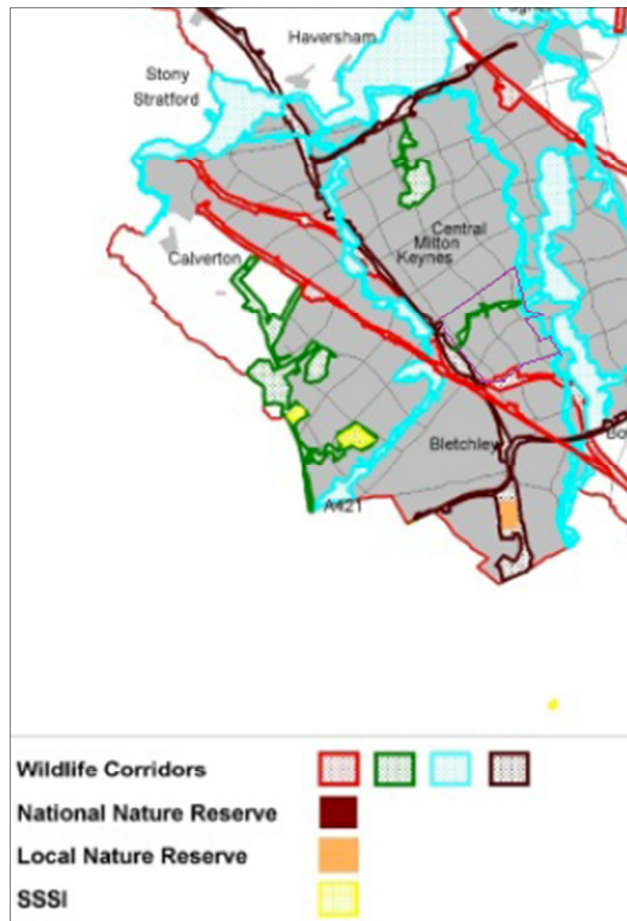 Haversham
Stony
Stratford
Central
Milton
Keynes
Calverton
Bletchley
A421
Wildlife Corridors
National Nature Reserve
Local Nature Reserve
SSSI